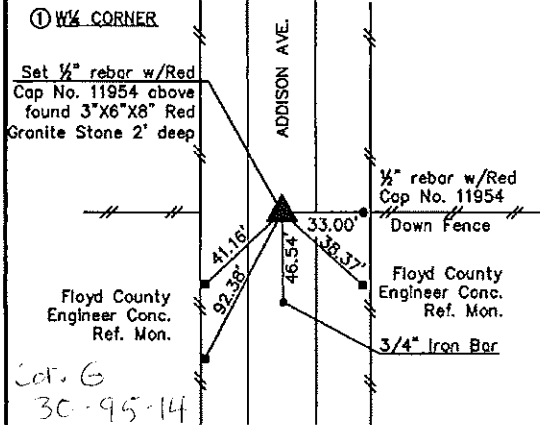 ① W¼ CORNER
ADDISON AVE.
Set ½" rebar w/Red
Cap No. 11954 above
found 3"X6"X8" Red
Granite Stone 2' deep
½" rebar w/Red
Cap No. 11954
33.00'
Down Fence
41.16'
92.38'
46.54'
38.37'
Floyd County
Engineer Conc.
Ref. Mon.
Floyd County
Engineer Conc.
Ref. Mon.
3/4" Iron Bar
Cor. G
30-95-14